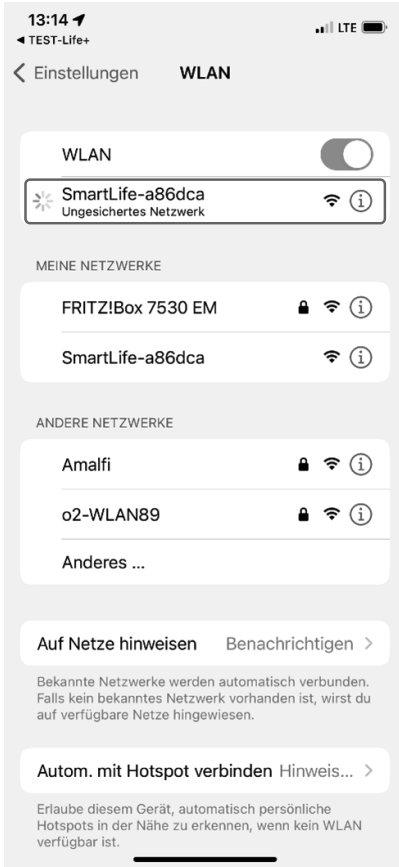 13:14
LTE
TEST-Life+
Einstellungen WLAN
WLAN
SmartLife-a86dca
Ungesichertes Netzwerk
MEINE NETZWERKE
FRITZ!Box 7530 EM
SmartLife-a86dca
ANDERE NETZWERKE
Amalfi
o2-WLAN89
Anderes ...
Auf Netze hinweisen Benachrichtigen
Bekannte Netzwerke werden automatisch verbunden.
Falls kein bekanntes Netzwerk vorhanden ist, wirst du
auf verfügbare Netze hingewiesen.
Autom. mit Hotspot verbinden Hinweis...
Erlaube diesem Gerät, automatisch persönliche
Hotspots in der Nähe zu erkennen, wenn kein WLAN
verfügbar ist.